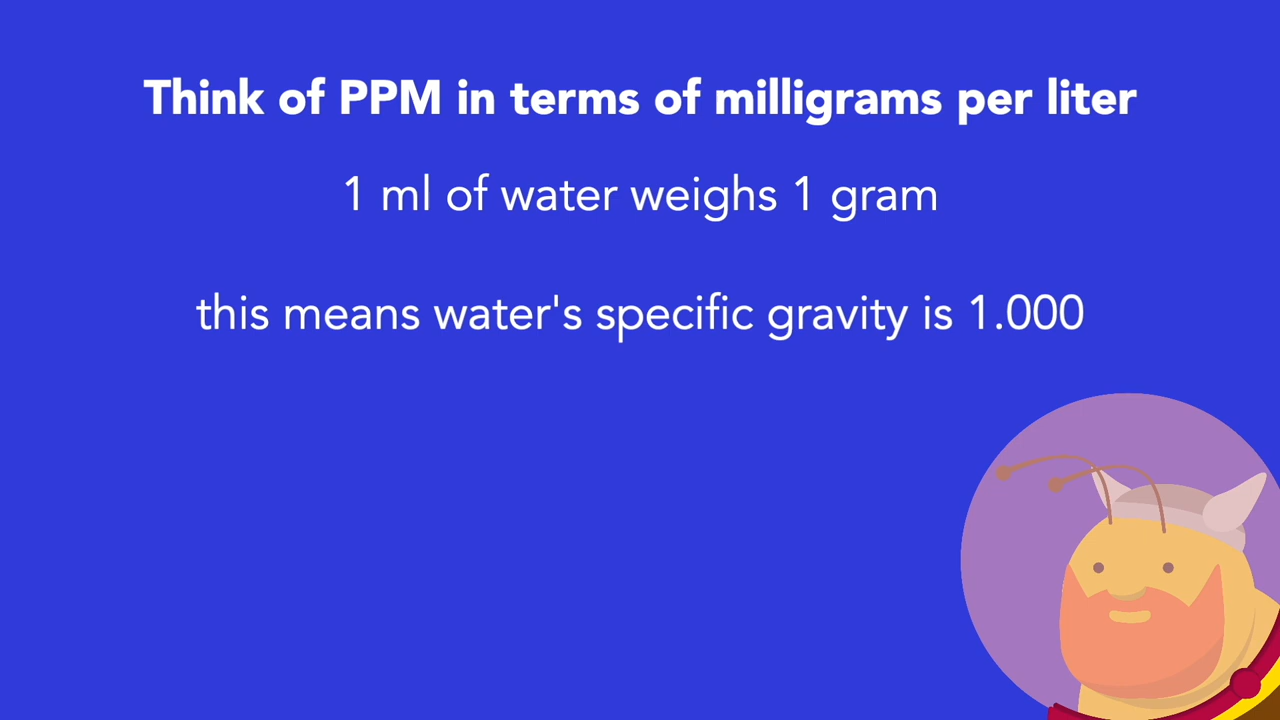 Think of PPM in terms of milligrams per liter
1 ml of water weighs 1 gram
this means water's specific gravity is 1.000